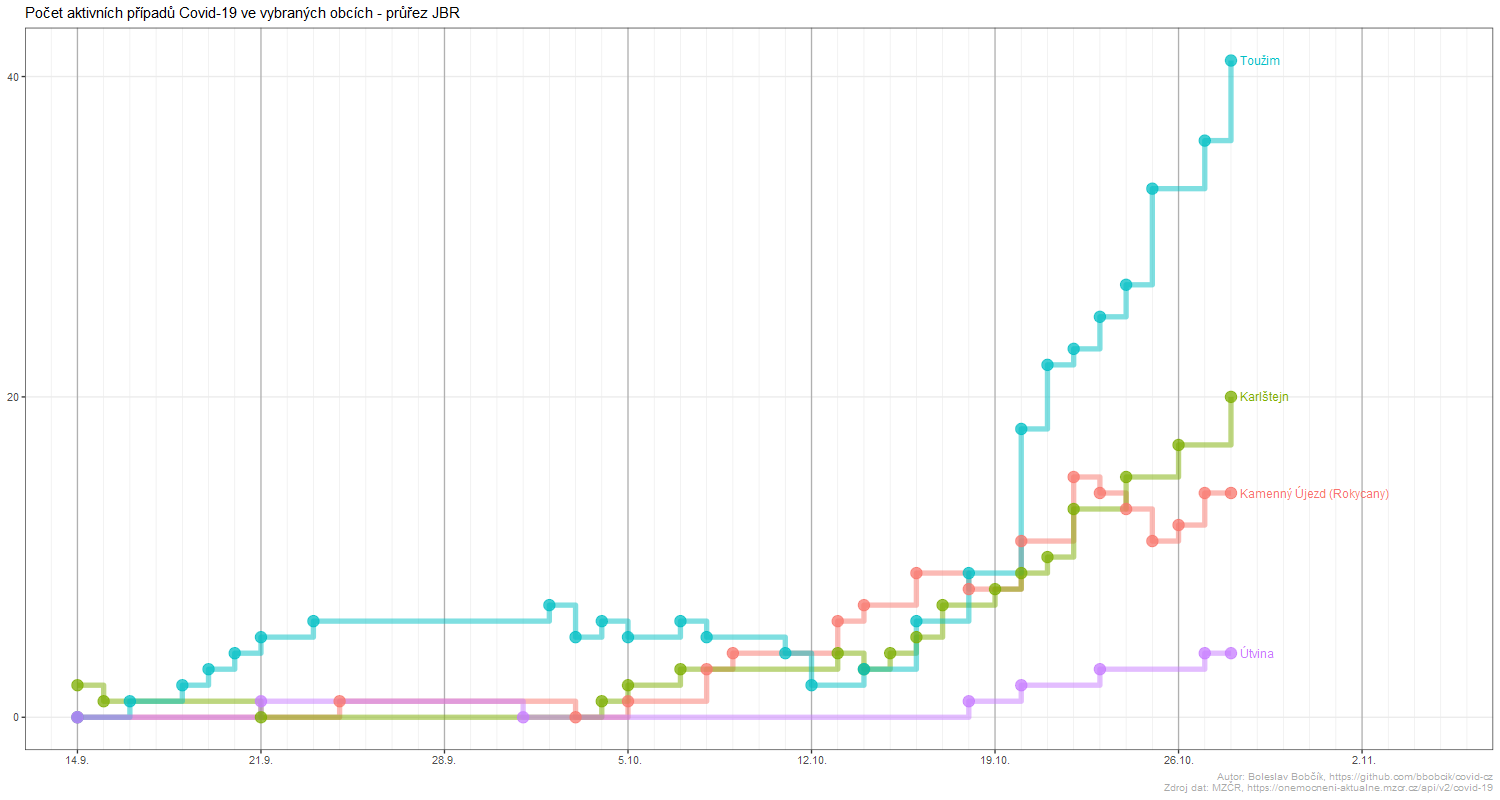 Počet aktivních případů Covid-19 ve vybraných obcích - průřez JBR
40
Toužim
20
Karlštejn
Kamenný Újezd (Rokycany)
Útvina
0
14.9. 21.9. 28.9. 5.10. 12.10. 19.10. 26.10. 2.11.
Autor: Boleslav Bobčík, https://github.com/bbobcik/covid-cz
Zdroj dat: MZČR, https://onemocneni-aktualne.mzcr.cz/api/v2/covid-19